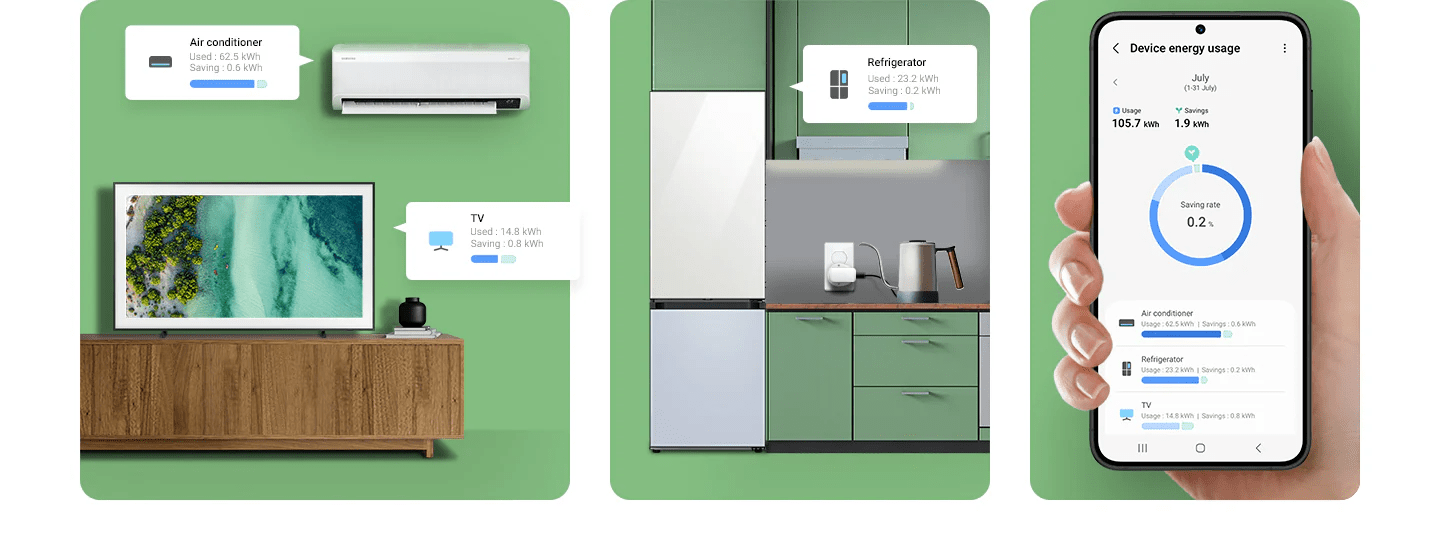 Air conditioner
Used : 62.5 kWh
Saving : 0.6 kWh
SAMSUNG
TV
Used : 14.8 kWh
Saving : 0.8 kWh
Refrigerator
Used : 23.2 kWh
Saving : 0.2 kWh
Device energy usage
July
(1-31 July)
Usage Savings
105.7 kWh 1.9 kWh
Saving rate
0.2 %
Air conditioner
Usage : 62.5 kWh | Savings : 0.6 kWh
Refrigerator
Usage : 23.2 kWh | Savings : 0.2 kWh
TV
Usage : 14.8 kWh | Savings : 0.8 kWh